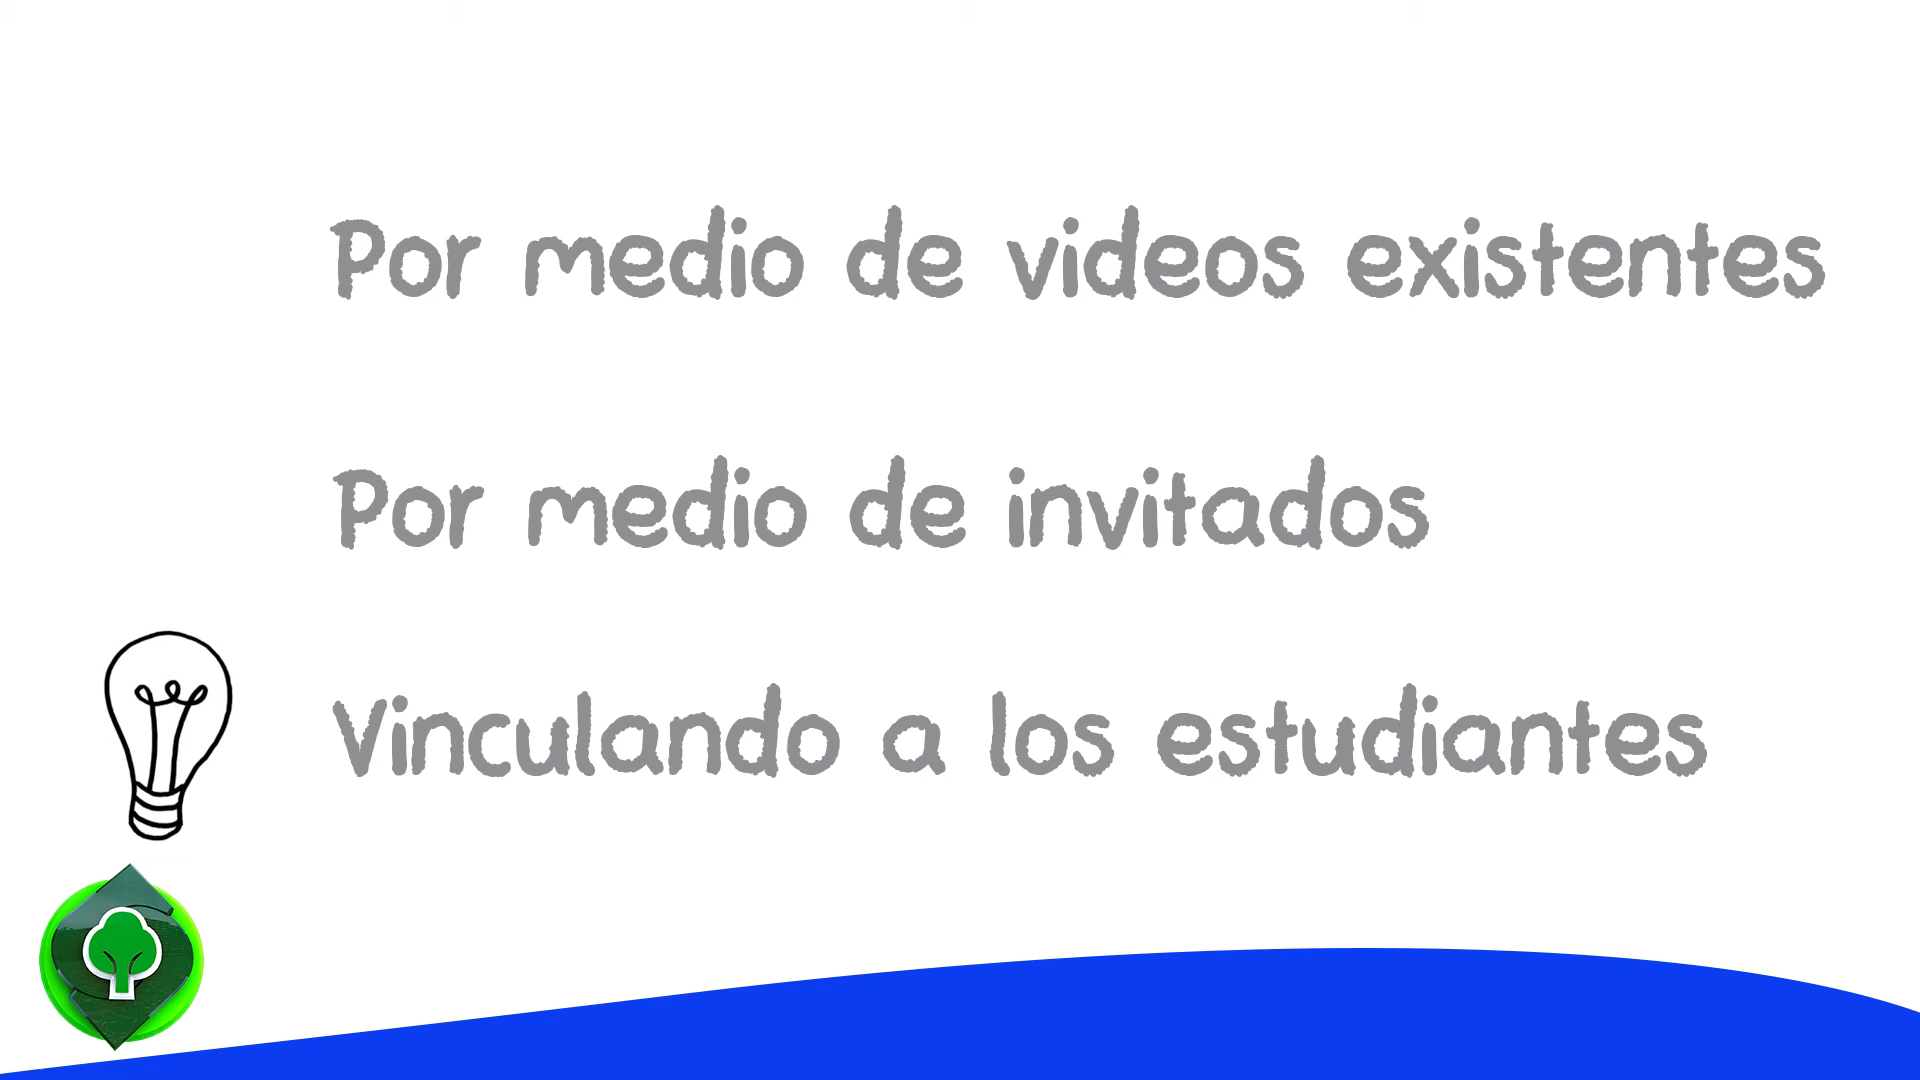 Por medio de videos existentes
Por medio de invitados
Vinculando a los estudiantes